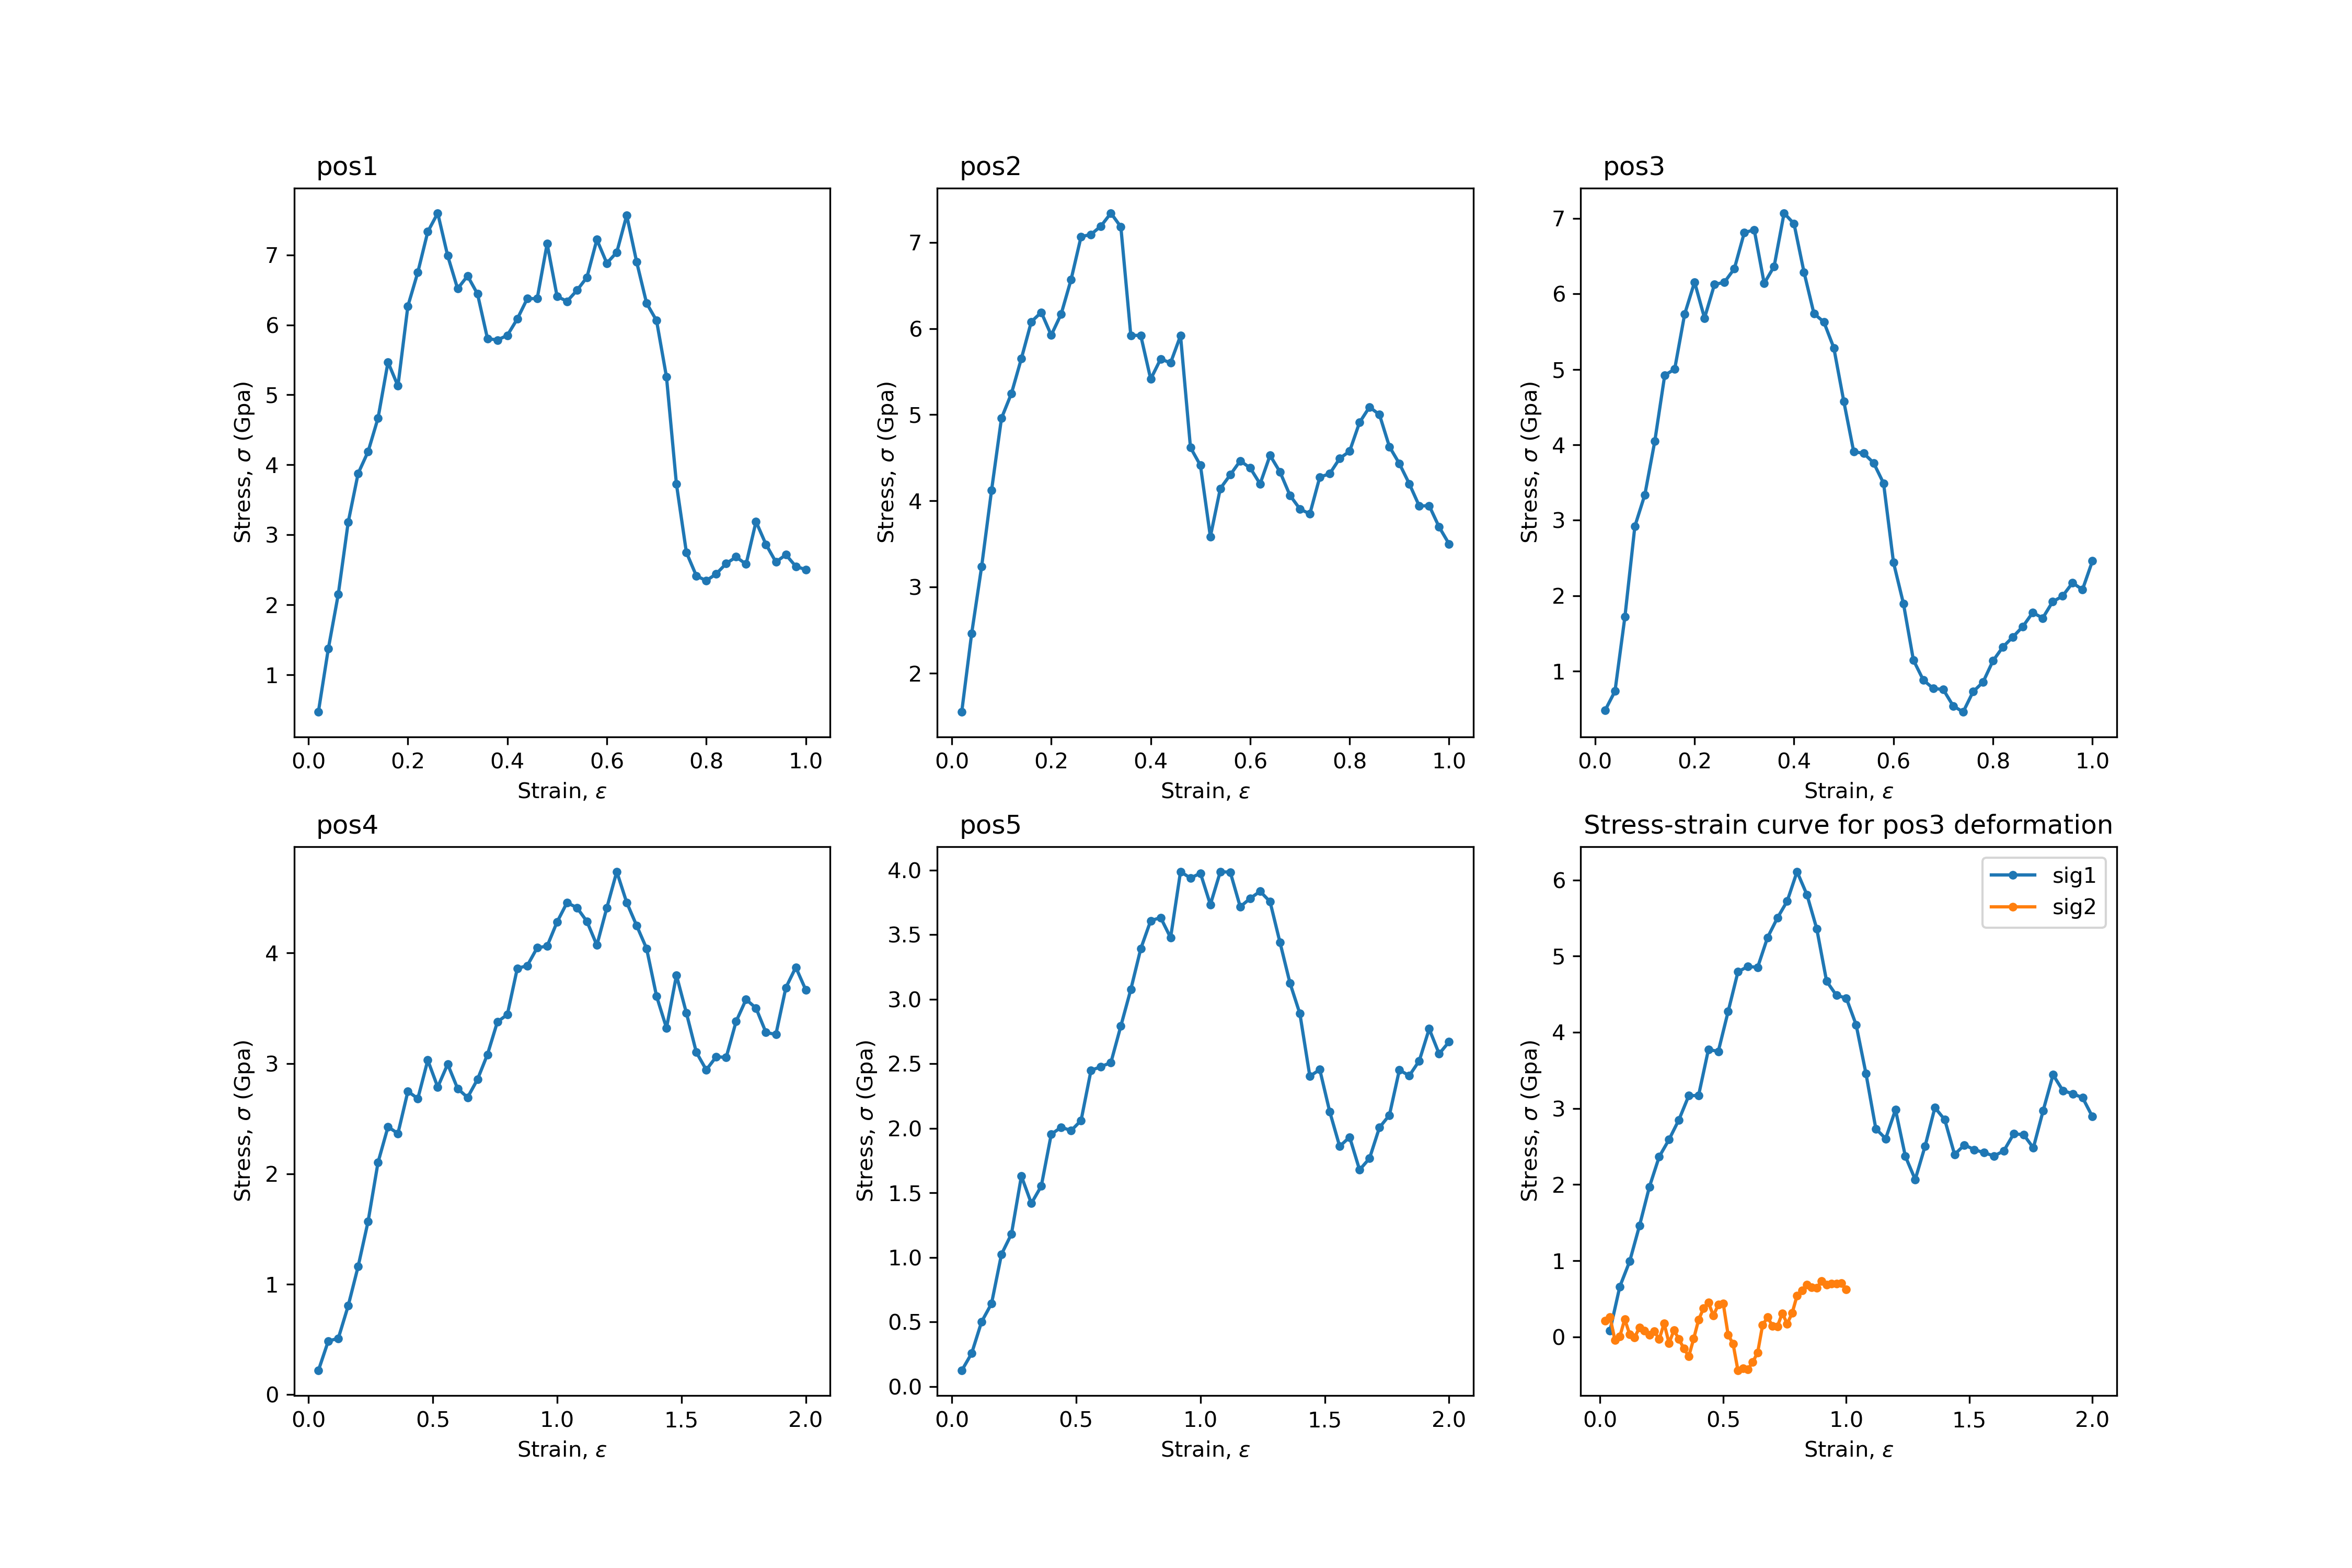 pos1
7
6
5
4
3
2
1
Stress, σ (Gpa)
0.0 0.2 0.4 0.6 0.8 1.0
Strain, ε
pos2
7
6
5
4
3
2
Stress, σ (Gpa)
0.0 0.2 0.4 0.6 0.8 1.0
Strain, ε
pos3
7
6
5
4
3
2
1
Stress, σ (Gpa)
0.0 0.2 0.4 0.6 0.8 1.0
Strain, ε
pos4
4
3
2
1
0
Stress, σ (Gpa)
0.0 0.5 1.0 1.5 2.0
Strain, ε
pos5
4.0
3.5
3.0
2.5
2.0
1.5
1.0
0.5
0.0
Stress, σ (Gpa)
0.0 0.5 1.0 1.5 2.0
Strain, ε
Stress-strain curve for pos3 deformation
sig1
sig2
6
5
4
3
2
1
0
Stress, σ (Gpa)
0.0 0.5 1.0 1.5 2.0
Strain, ε